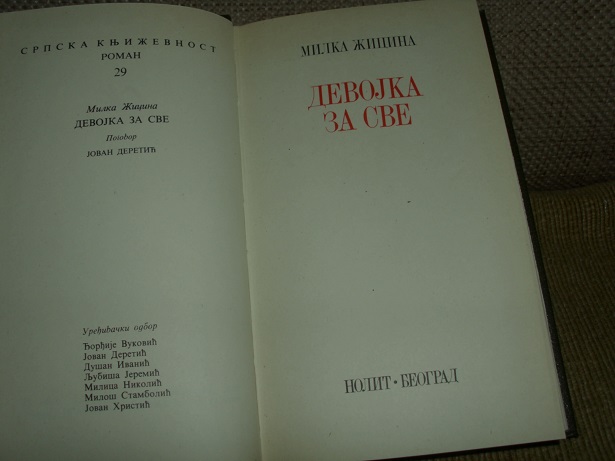 СРПСКА КЊИЖЕВНОСТ
РОМАН
29
Милка Жицина
ДЕВОЈКА ЗА СВЕ
Поговор
ЈОВАН ДЕРЕТИЋ
Уређивачки одбор
Ђорђије Вуковић
Јован Деретић
Душан Иванић
Љубиша Јеремић
Милица Николић
Милош Стамболић
Јован Христић
МИЛКА ЖИЦИНА
ДЕВОЈКА
ЗА СВЕ
НОЛИТ • БЕОГРАД